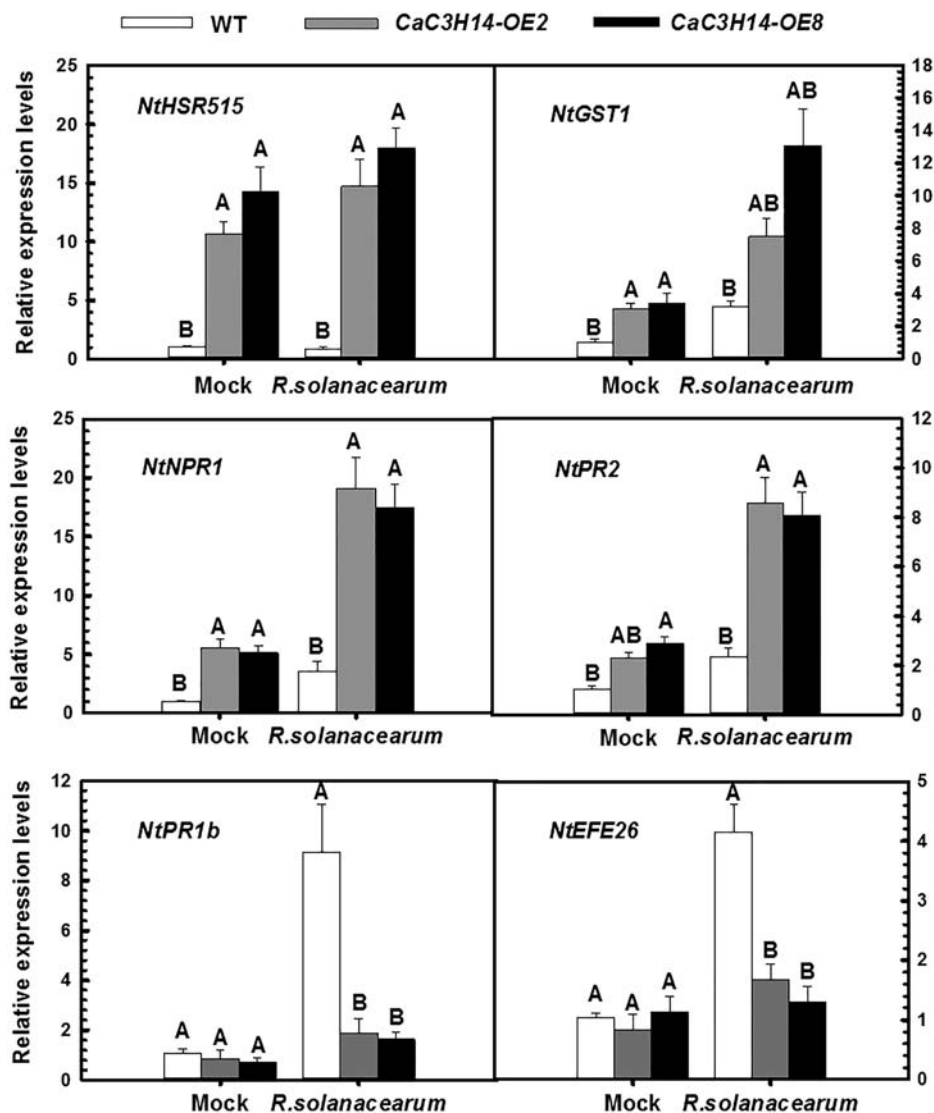 WT CaC3H14-OE2 CaC3H14-OE8
Relative expression levels
25
20
15
10
5
0
NtHSR515
B A A B A A
Mock R.solanacearum
18
16
14
12
10
8
6
4
2
0
NtGST1
B A A B AB AB
Mock R.solanacearum
Relative expression levels
25
20
15
10
5
0
NtNPR1
B A A B A A
Mock R.solanacearum
12
10
8
6
4
2
0
NtPR2
B AB A B A A
Mock R.solanacearum
Relative expression levels
12
10
8
6
4
2
0
NtPR1b
A A A A B B
Mock R.solanacearum
5
4
3
2
1
0
NtEFE26
A A A A B B
Mock R.solanacearum